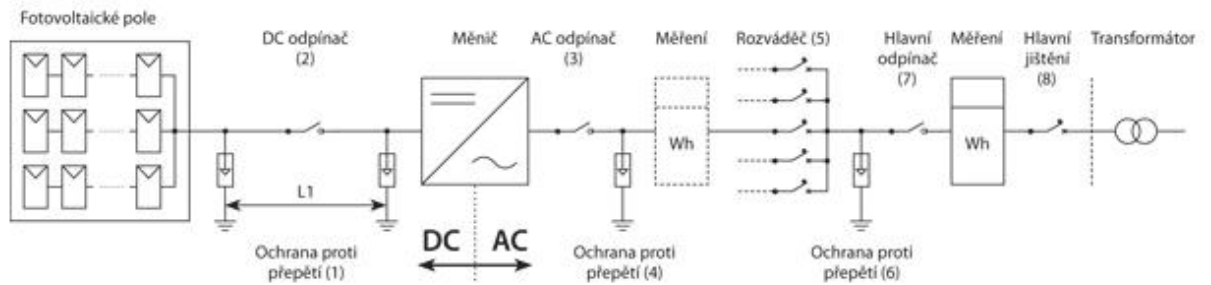 Fotovoltaické pole
DC odpínač
(2)
Měnič
AC odpínač
(3)
Měření
Rozváděč (5)
Hlavní
odpínač
(7)
Měření
Hlavní
jištění
(8)
Transformátor
Wh
Wh
L1
DC
AC
Ochrana proti
přepětí (1)
Ochrana proti
přepětí (4)
Ochrana proti
přepětí (6)